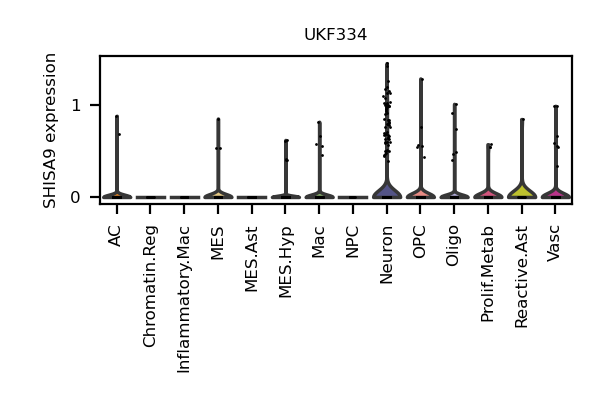 UKF334
SHISA9 expression
1
0
AC
Chromatin.Reg
Inflammatory.Mac
MES
MES.Ast
MES.Hyp
Mac
NPC
Neuron
OPC
Oligo
Prolif.Metab
Reactive.Ast
Vasc